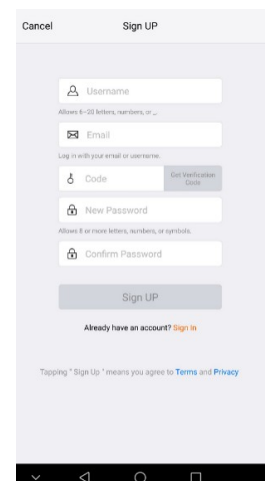 Cancel
Sign UP
Username
Allows 6-20 letters, numbers, or _.
Email
Log in with your email or username.
Code
Get Verification
Code
New Password
Allows 8 or more letters, numbers, or symbols.
Confirm Password
Sign UP
Already have an account? Sign In
Tapping " Sign Up " means you agree to Terms and Privacy